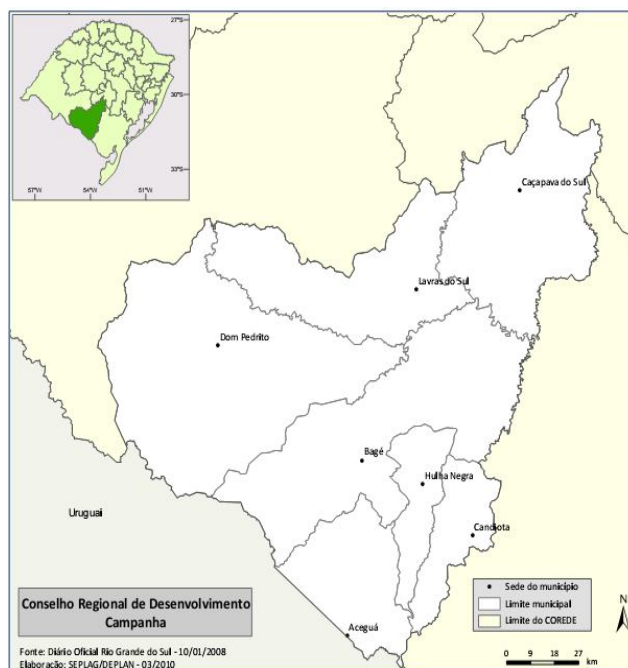 27°S
30°S
33°S
57°W
54°W
51°W
Caçapava do Sul
Lavras do Sul
Dom Pedrito
Bagé
Hulha Negra
Uruguai
Candiota
Aceguá
Conselho Regional de Desenvolvimento
Campanha
Fonte: Diário Oficial Rio Grande do Sul - 10/01/2008
Elaboração: SEPLAG/DEPLAN - 03/2010
Sede do município
Limite municipal
Limite do COREDE
N
0 9 18 27
km